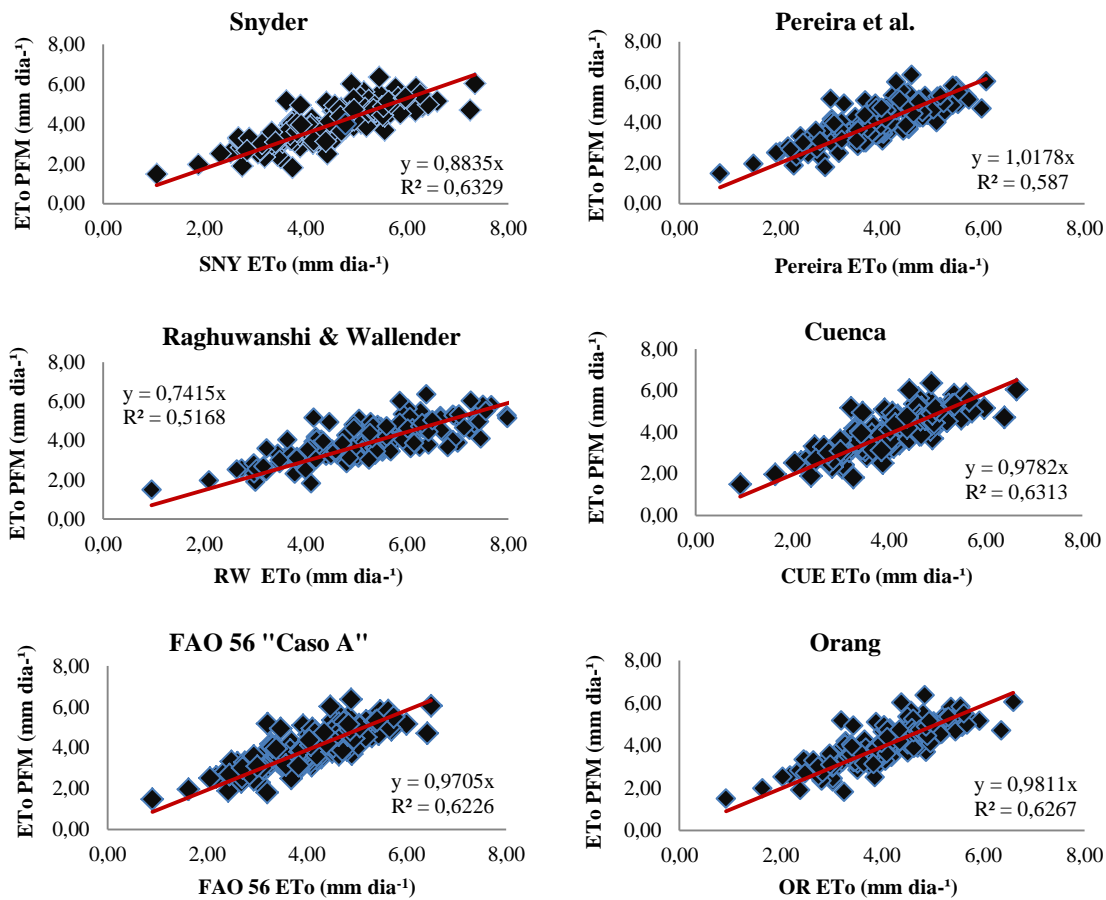 Snyder
ETo PFM (mm dia-¹)
8,00
6,00
4,00
2,00
0,00
y = 0,8835x
R² = 0,6329
0,00 2,00 4,00 6,00 8,00
SNY ETo (mm dia-¹)
Pereira et al.
ETo PFM (mm dia-¹)
8,00
6,00
4,00
2,00
0,00
y = 1,0178x
R² = 0,587
0,00 2,00 4,00 6,00 8,00
Pereira ETo (mm dia-¹)
Raghuwanshi & Wallender
ETo PFM (mm dia-¹)
8,00
6,00
4,00
2,00
0,00
y = 0,7415x
R² = 0,5168
0,00 2,00 4,00 6,00 8,00
RW ETo (mm dia-¹)
Cuenca
ETo PFM (mm dia-¹)
8,00
6,00
4,00
2,00
0,00
y = 0,9782x
R² = 0,6313
0,00 2,00 4,00 6,00 8,00
CUE ETo (mm dia-¹)
FAO 56 "Caso A"
ETo PFM (mm dia-¹)
8,00
6,00
4,00
2,00
0,00
y = 0,9705x
R² = 0,6226
0,00 2,00 4,00 6,00 8,00
FAO 56 ETo (mm dia-¹)
Orang
ETo PFM (mm dia-¹)
8,00
6,00
4,00
2,00
0,00
y = 0,9811x
R² = 0,6267
0,00 2,00 4,00 6,00 8,00
OR ETo (mm dia-¹)